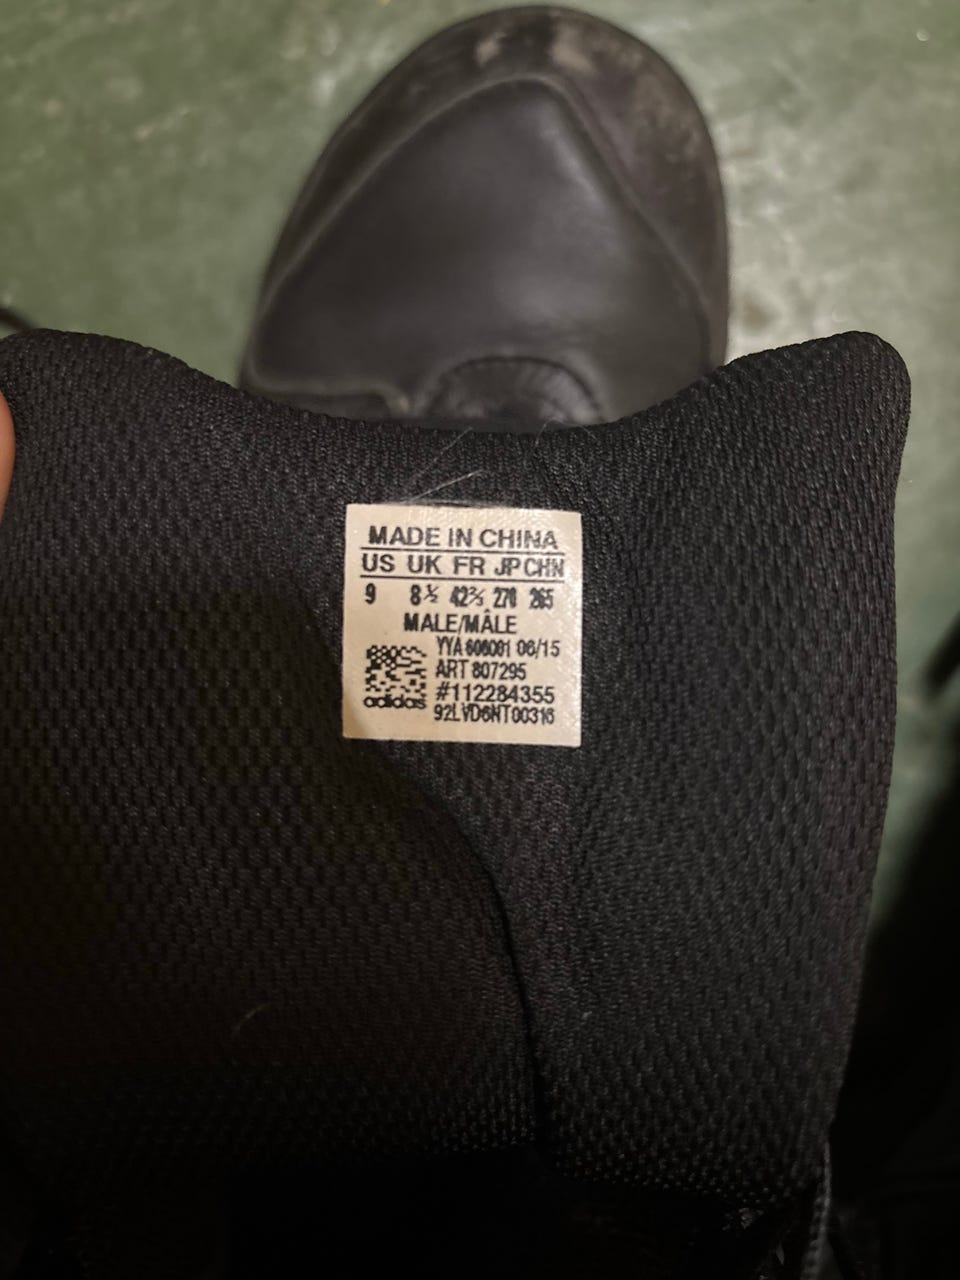 MADE IN CHINA
US UK FR JP CHN
9 8½ 42⅔ 270 265
MALE/MÂLE
YYA 606001 06/15
ART 807295
#112284355
adidas
92LVD6NT00316